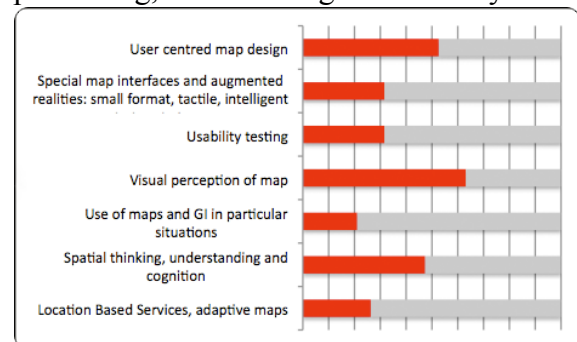 User centred map design
Special map interfaces and augmented
realities: small format, tactile, intelligent
Usability testing
Visual perception of map
Use of maps and GI in particular
situations
Spatial thinking, understanding and
cognition
Location Based Services, adaptive maps